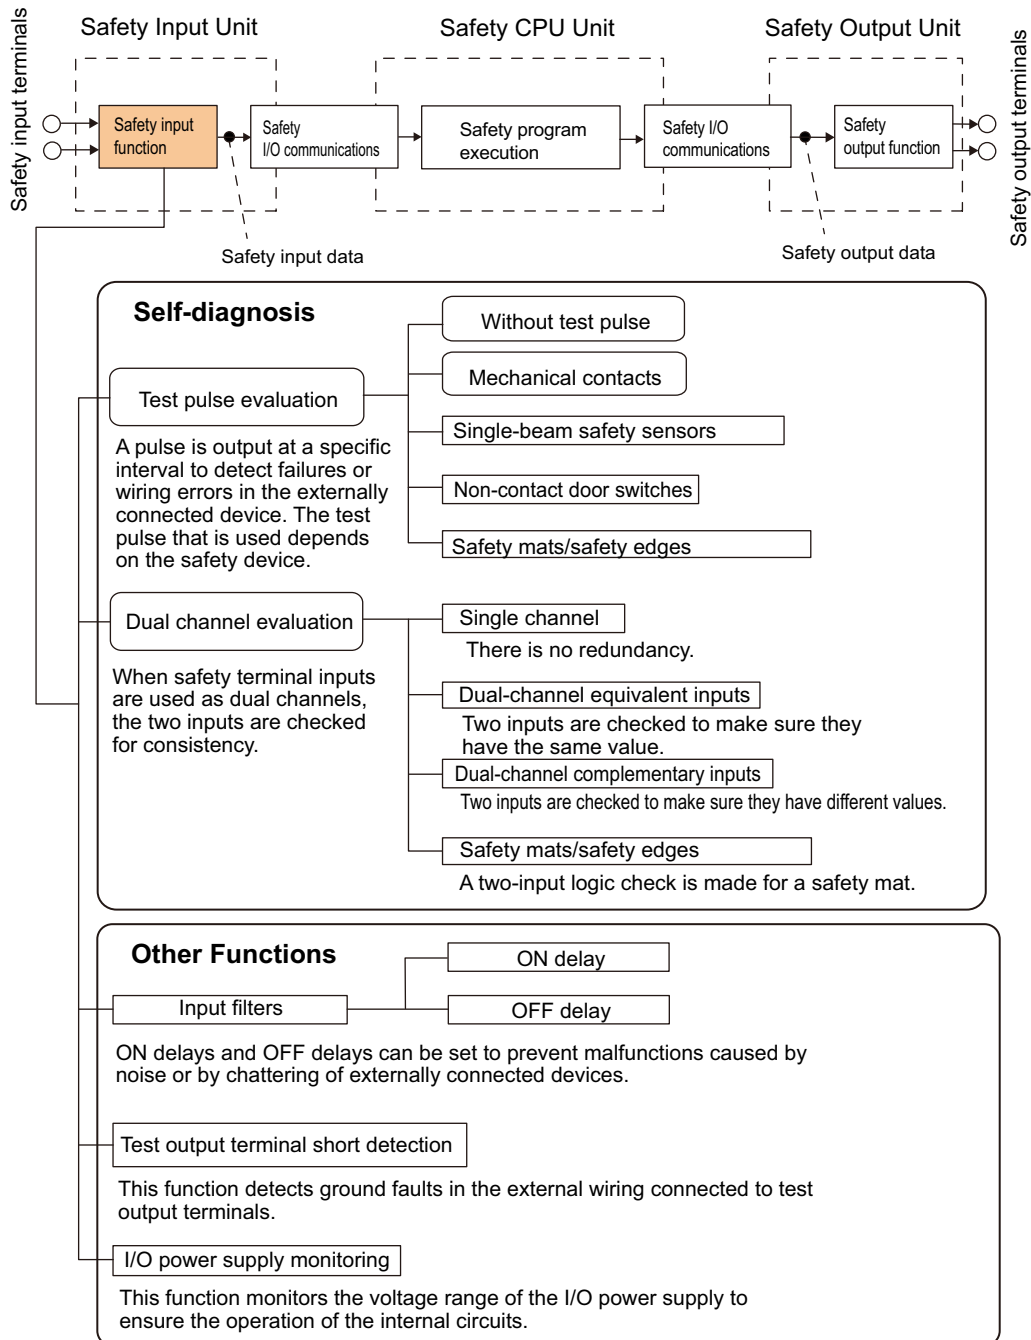 Safety Input Unit
Safety CPU Unit
Safety Output Unit
Safety input terminals
Safety input
function
Safety
I/O communications
Safety program
execution
Safety I/O
communications
Safety
output function
Safety output terminals
Safety input data
Safety output data
Self-diagnosis
Without test pulse
Mechanical contacts
Test pulse evaluation
Single-beam safety sensors
A pulse is output at a specific
interval to detect failures or
wiring errors in the externally
connected device. The test
pulse that is used depends
on the safety device.
Non-contact door switches
Safety mats/safety edges
Dual channel evaluation
Single channel
There is no redundancy.
When safety terminal inputs
are used as dual channels,
the two inputs are checked
for consistency.
Dual-channel equivalent inputs
Two inputs are checked to make sure they
have the same value.
Dual-channel complementary inputs
Two inputs are checked to make sure they have different values.
Safety mats/safety edges
A two-input logic check is made for a safety mat.
Other Functions
ON delay
Input filters
OFF delay
ON delays and OFF delays can be set to prevent malfunctions caused by
noise or by chattering of externally connected devices.
Test output terminal short detection
This function detects ground faults in the external wiring connected to test
output terminals.
I/O power supply monitoring
This function monitors the voltage range of the I/O power supply to
ensure the operation of the internal circuits.